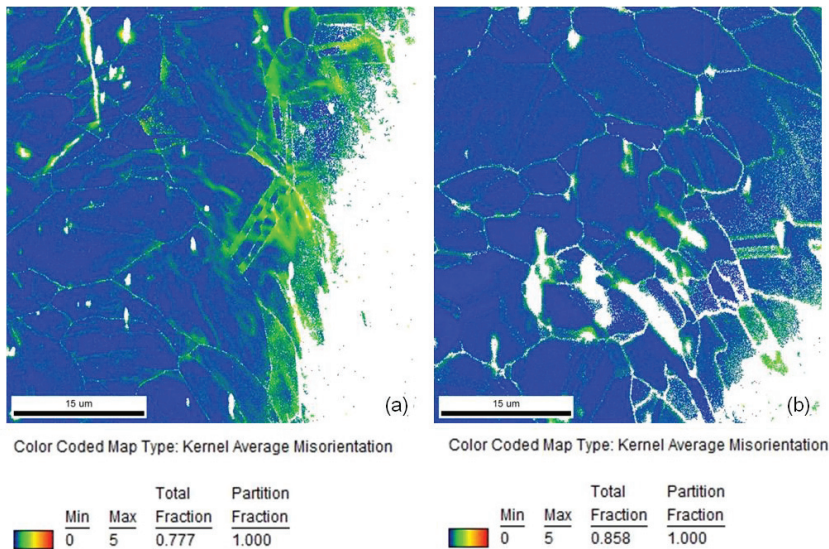 15 um
(a)
15 um
(b)
Color Coded Map Type: Kernel Average Misorientation
Total Partition
Min Max Fraction Fraction
0 5 0.777 1.000
Color Coded Map Type: Kernel Average Misorientation
Total Partition
Min Max Fraction Fraction
0 5 0.858 1.000